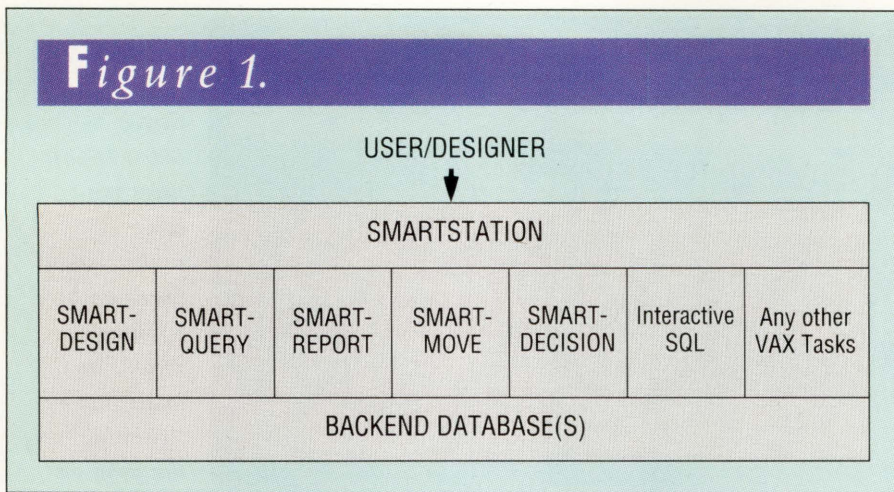 Figure 1.
USER/DESIGNER
SMARTSTATION
SMART-
DESIGN
SMART-
QUERY
SMART-
REPORT
SMART-
MOVE
SMART-
DECISION
Interactive
SQL
Any other
VAX Tasks
BACKEND DATABASE(S)